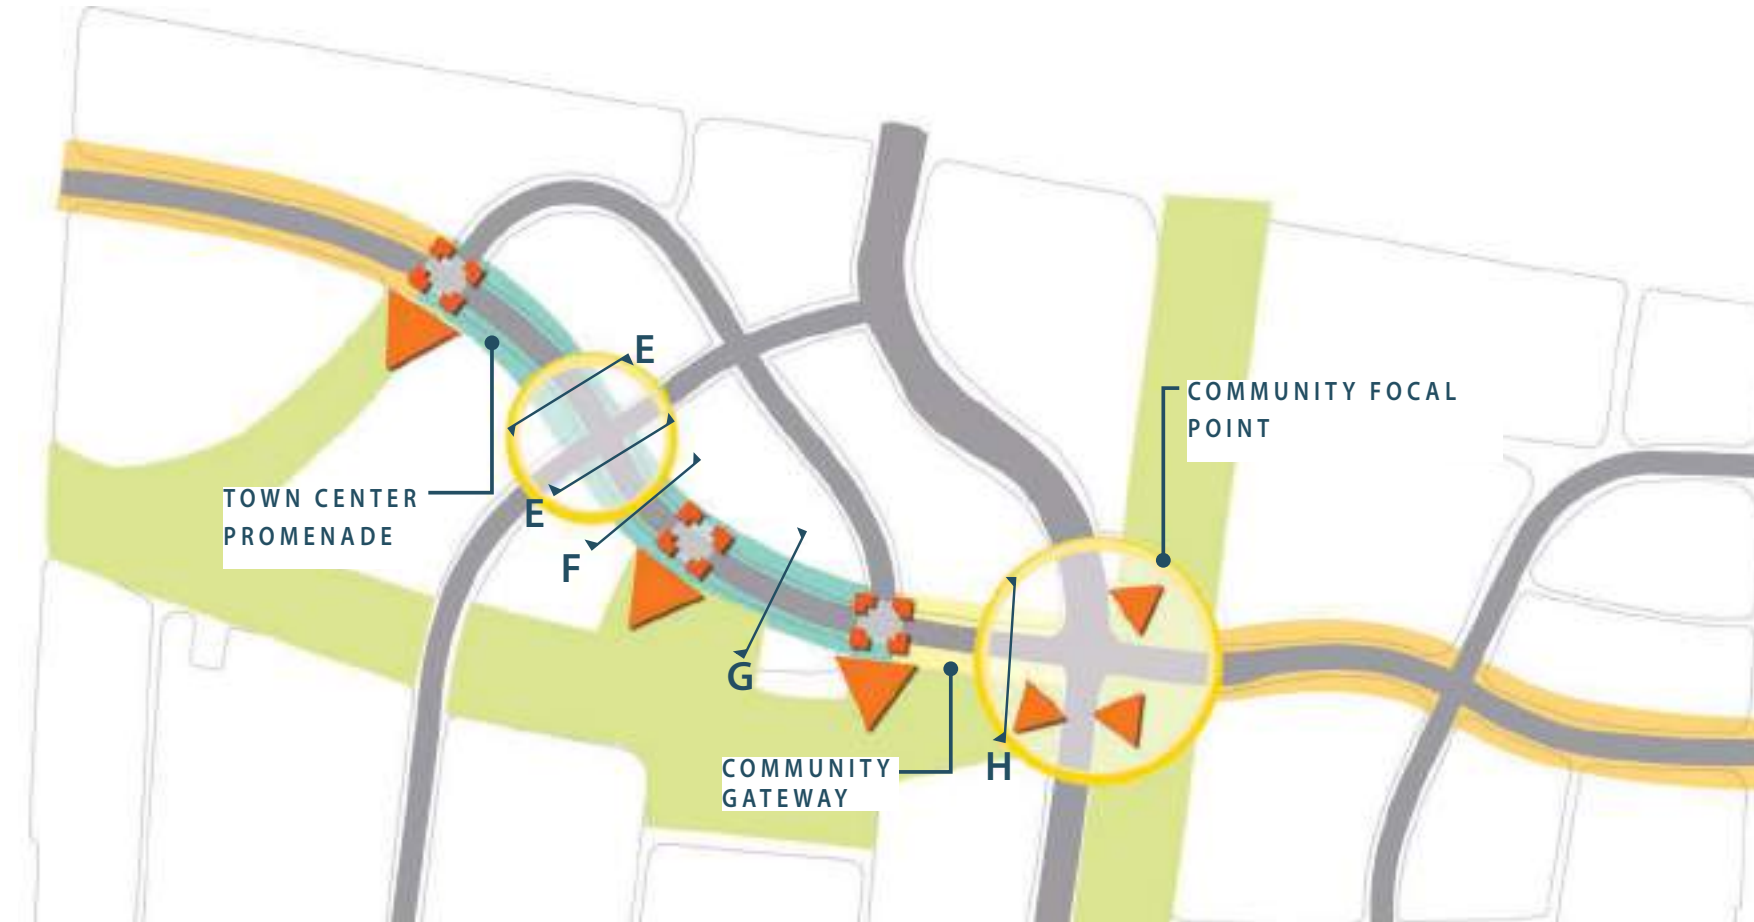 E
COMMUNITY FOCAL
POINT
TOWN CENTER
PROMENADE
E
F
G
COMMUNITY
GATEWAY
H